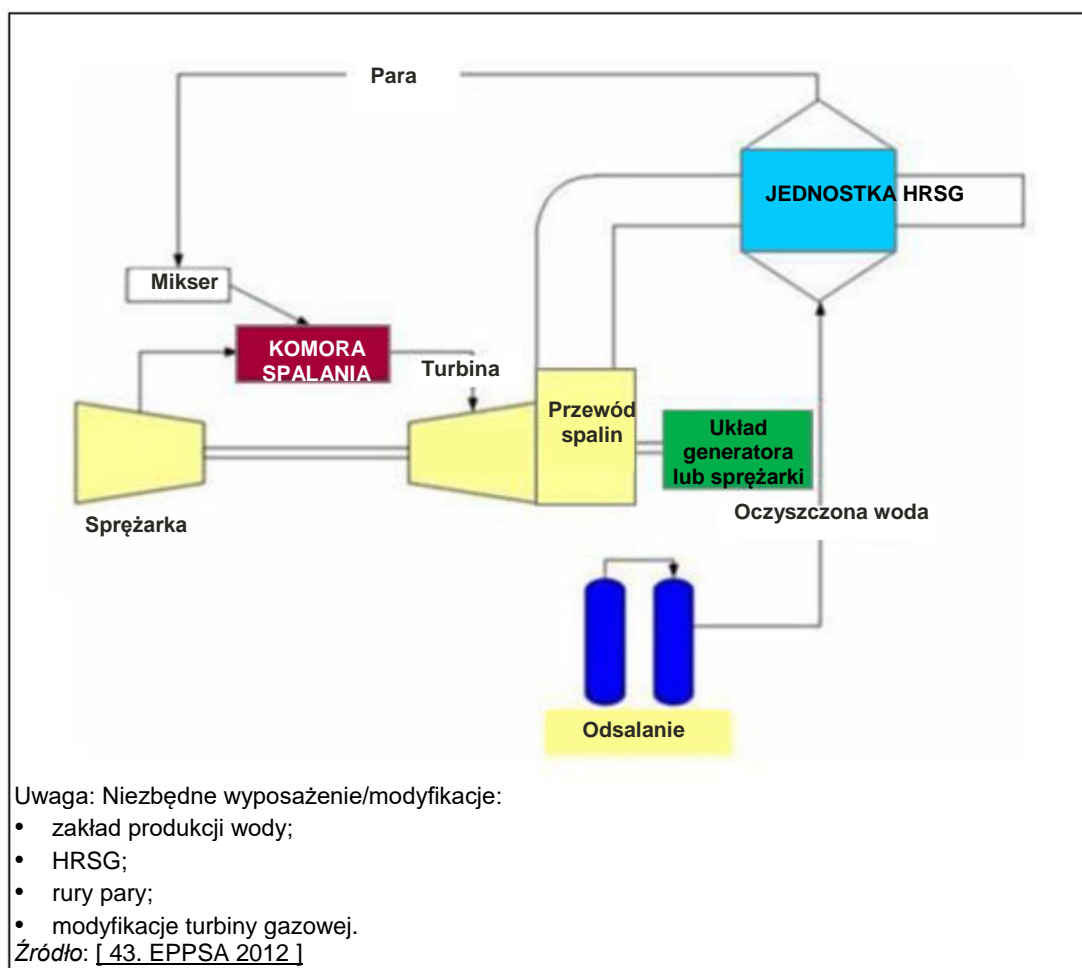 Para
JEDNOSTKA HRSG
Mikser
KOMORA
SPALANIA
Turbina
Przewód
spalin
Układ
generatora
lub sprężarki
Sprężarka
Oczyszczona woda
Odsalanie
Uwaga: Niezbędne wyposażenie/modyfikacje:
• zakład produkcji wody;
• HRSG;
• rury pary;
• modyfikacje turbiny gazowej.
Źródło: [ 43. EPPSA 2012 ]